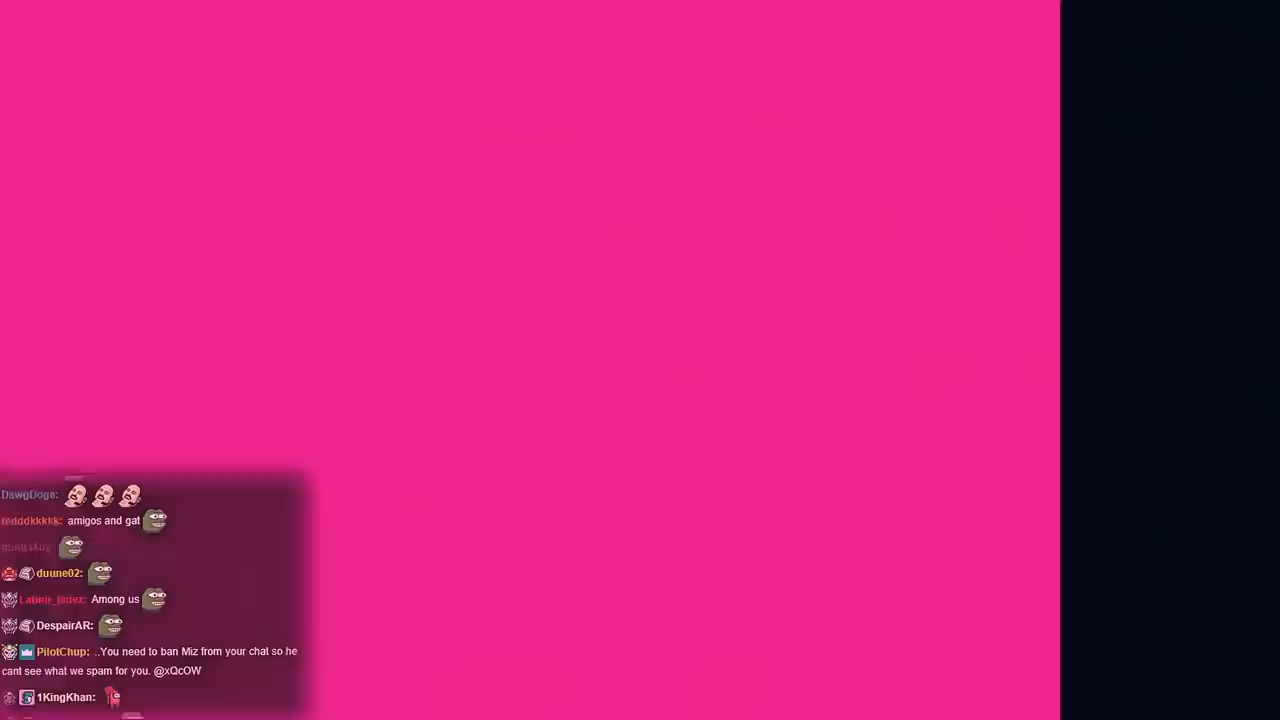 DawgDoge:
redddkkkkk: amigos and gat
duune02:
Among us
DespairAR:
PilotChup: ..You need to ban Miz from your chat so he
cant see what we spam for you. @xQcOW
1KingKhan: